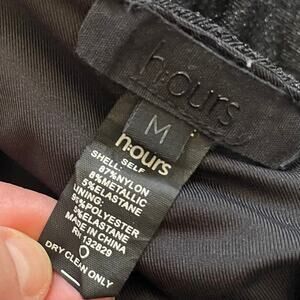 h:ours
M
h:ours
SELF
SHELL:
87%NYLON
8%METALLIC
5%ELASTANE
LINING:
95%POLYESTER
5%ELASTANE
MADE IN CHINA
RN 132829
DRY CLEAN ONLY